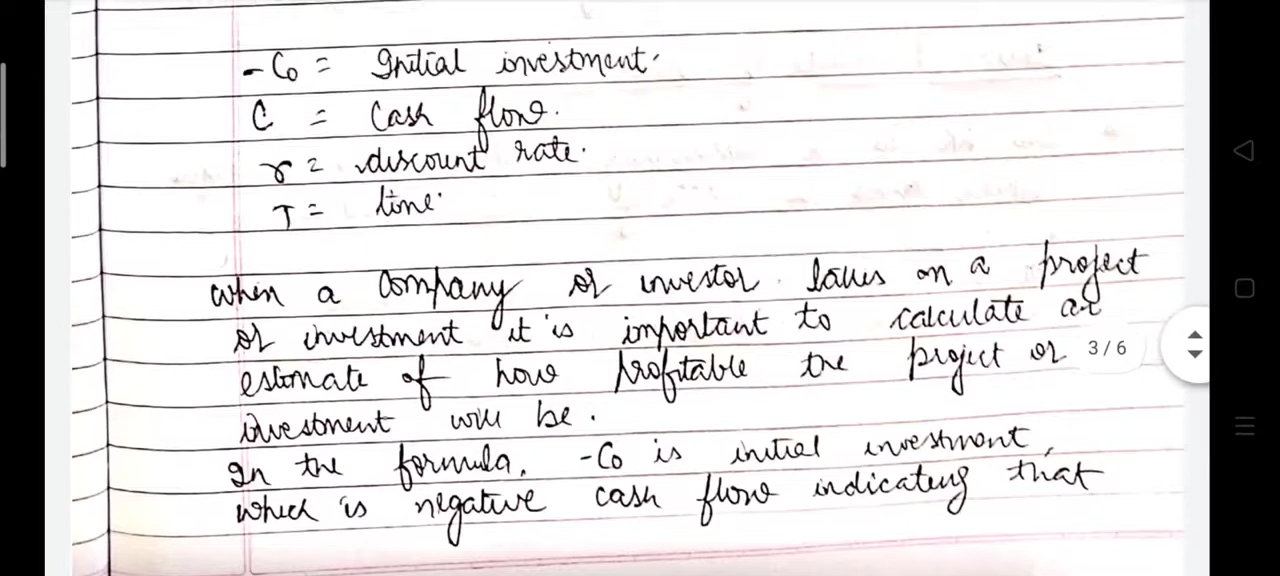 -C₀ = Initial investment.
C = Cash flow.
r = discount rate.
T = time.
when a company or investor takes on a project
or investment it is important to calculate an
estimate of how profitable the project or
investment will be.
In the formula, -C₀ is initial investment,
which is negative cash flow indicating that
3/6